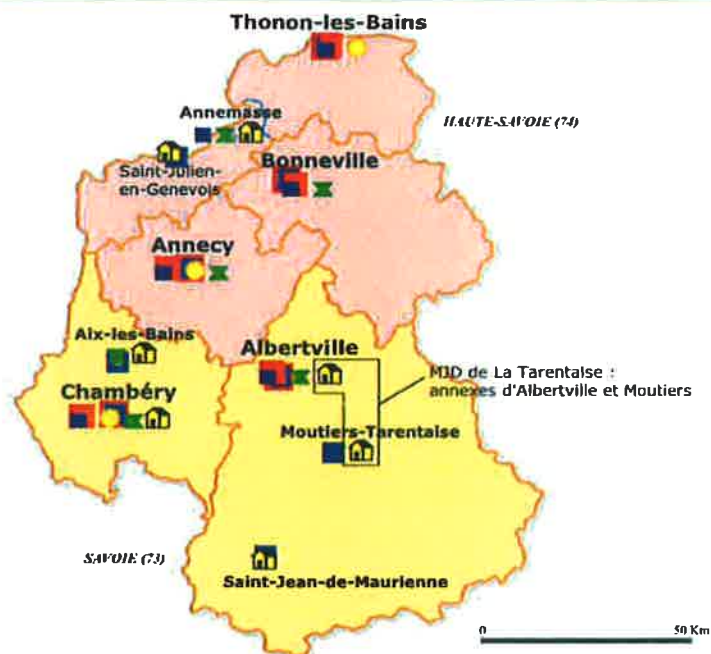 Thonon-les-Bains
HAUTE-SAVOIE (74)
Annemasse
Saint-Julien-
en-Genevois
Bonneville
Annecy
Aix-les-Bains
Albertville
MJD de La Tarentaise :
annexes d'Albertville et Moutiers
Chambéry
Moutiers-Tarentaise
SAVOIE (73)
Saint-Jean-de-Maurienne
0
50 Km